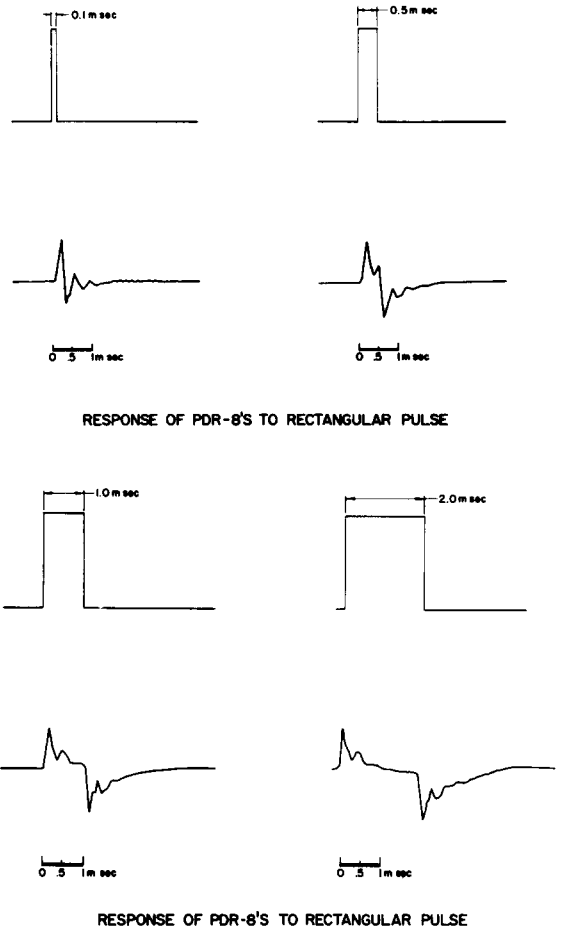 0.1 m sec
0.5 m sec
0 .5 1 m sec
0 .5 1 m sec
RESPONSE OF PDR-8'S TO RECTANGULAR PULSE
1.0 m sec
2.0 m sec
0 .5 1 m sec
0 .5 1 m sec
RESPONSE OF PDR-8'S TO RECTANGULAR PULSE